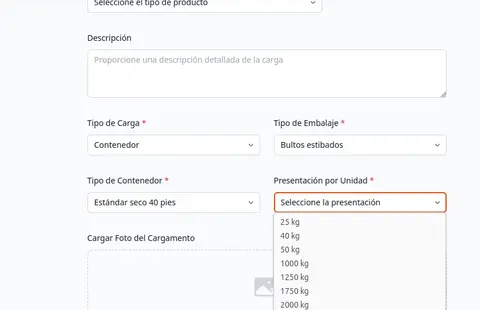 Seleccione el tipo de producto
Descripción
Proporcione una descripción detallada de la carga
Tipo de Carga *
Tipo de Embalaje *
Contenedor
Bultos estibados
Tipo de Contenedor *
Presentación por Unidad *
Estándar seco 40 pies
Seleccione la presentación
25 kg
Cargar Foto del Cargamento
40 kg
50 kg
1000 kg
1250 kg
1750 kg
2000 kg